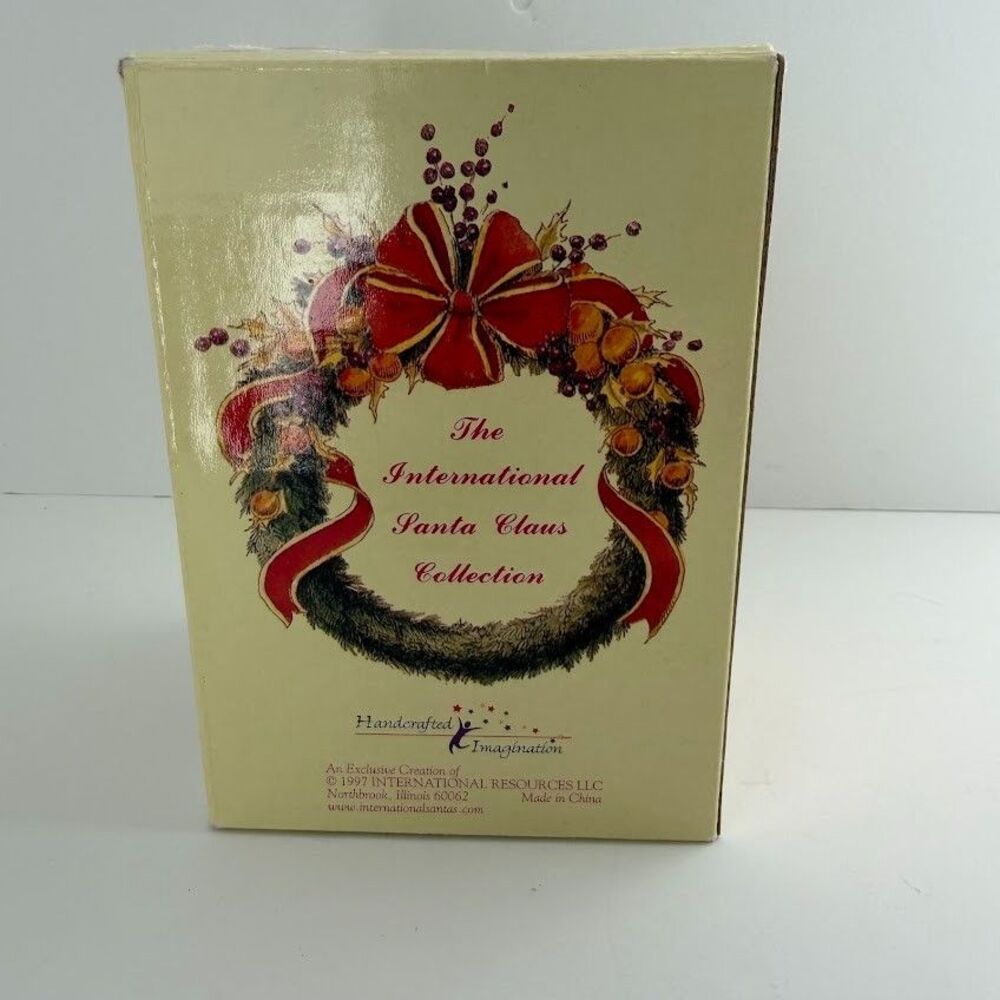 The
International
Santa Claus
Collection
Handcrafted
Imagination
An Exclusive Creation of
© 1997 INTERNATIONAL RESOURCES LLC
Northbrook, Illinois 60062 Made in China
www.internationalsantas.com